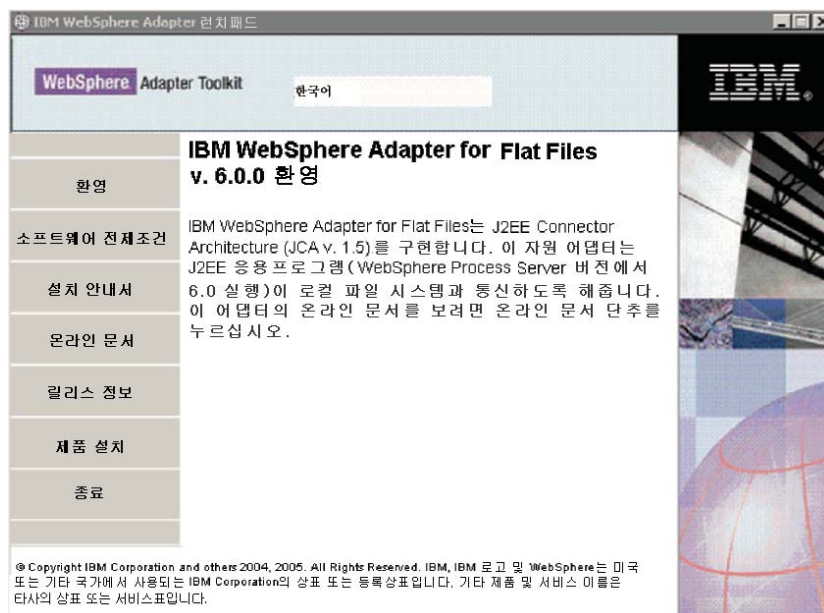 IBM WebSphere Adapter 런치패드
WebSphere Adapter Toolkit
한국어
IBM.
환영
소프트웨어 전제조건
설치 안내서
온라인 문서
릴리스 정보
제품 설치
종료
IBM WebSphere Adapter for Flat Files
v. 6.0.0 환영
IBM WebSphere Adapter for Flat Files는 J2EE Connector
Architecture (JCA v. 1.5)를 구현합니다. 이 자원 어댑터는
J2EE 응용프로그램(WebSphere Process Server 버전에서
6.0 실행)이 로컬 파일 시스템과 통신하도록 해줍니다.
이 어댑터의 온라인 문서를 보려면 온라인 문서 단추를
누르십시오.
© Copyright IBM Corporation and others 2004, 2005. All Rights Reserved. IBM, IBM 로고 및 WebSphere는 미국
또는 기타 국가에서 사용되는 IBM Corporation의 상표 또는 등록상표입니다. 기타 제품 및 서비스 이름은
타사의 상표 또는 서비스표입니다.